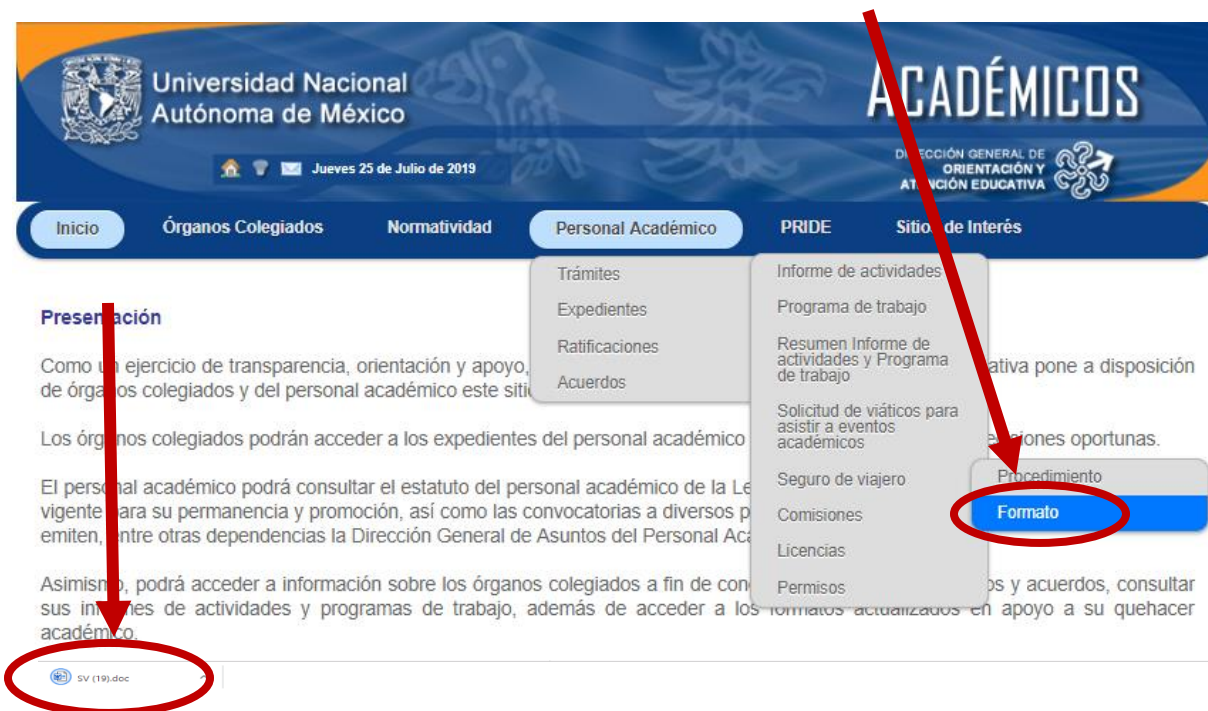 Universidad Nacional
Autónoma de México
ACADÉMICOS
DIRECCIÓN GENERAL DE
ORIENTACIÓN Y
ATENCIÓN EDUCATIVA
Jueves 25 de Julio de 2019
Inicio Órganos Colegiados Normatividad Personal Académico PRIDE Sitios de Interés
Trámites
Expedientes
Ratificaciones
Acuerdos
Informe de actividades
Programa de trabajo
Resumen Informe de
actividades y Programa
de trabajo
Solicitud de viáticos para
asistir a eventos
académicos
Seguro de viajero
Comisiones
Licencias
Permisos
Procedimiento
Formato
Presentación
Como un ejercicio de transparencia, orientación y apoyo, ativa pone a disposición
de órganos colegiados y del personal académico este siti
Los órganos colegiados podrán acceder a los expedientes del personal académico oportunas.
El personal académico podrá consultar el estatuto del personal académico de la Le
vigente para su permanencia y promoción, así como las convocatorias a diversos p
emiten, entre otras dependencias la Dirección General de Asuntos del Personal Aca
Asimismo, podrá acceder a información sobre los órganos colegiados a fin de con os y acuerdos, consultar
sus informes de actividades y programas de trabajo, además de acceder a los formatos actualizados en apoyo a su quehacer
académico.
SV (19).doc